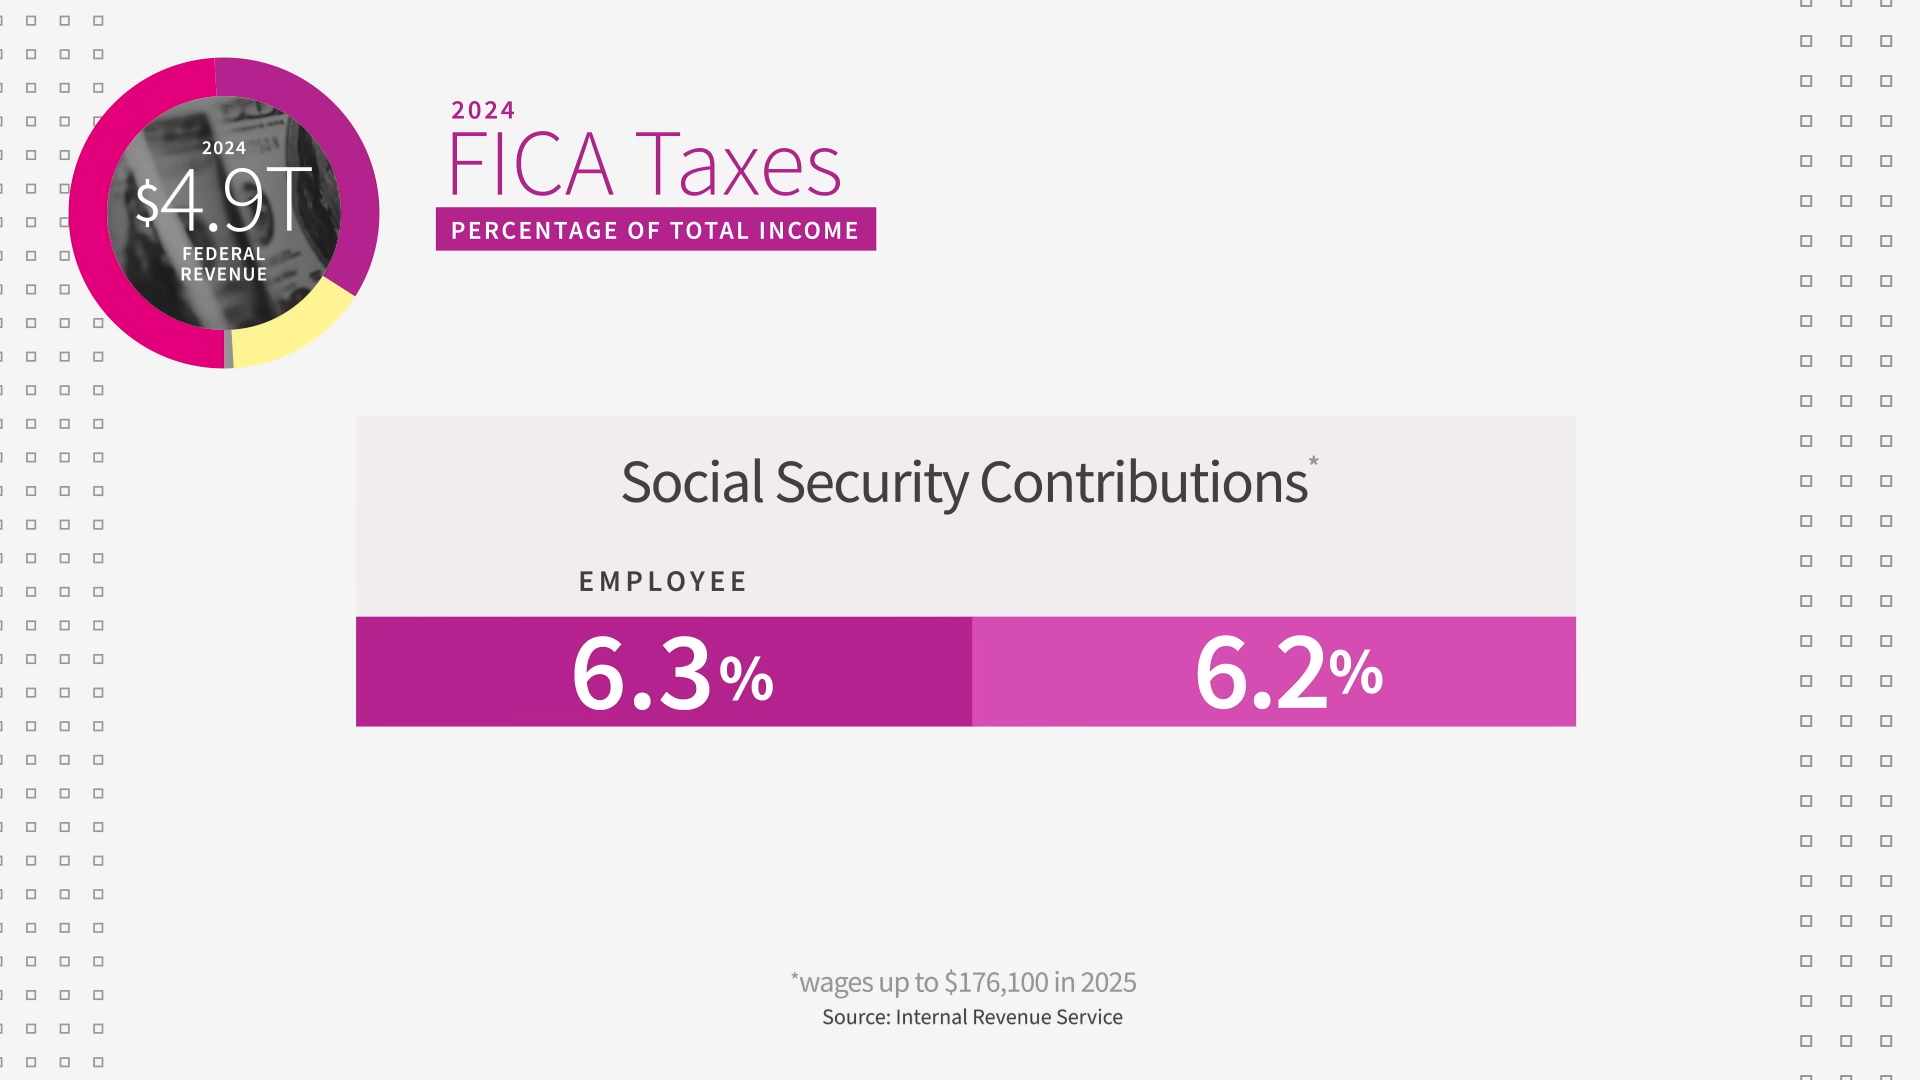 2024
$4.9T
FEDERAL
REVENUE
2024
FICA Taxes
PERCENTAGE OF TOTAL INCOME
Social Security Contributions*
EMPLOYEE
6.3% 6.2%
*wages up to $176,100 in 2025
Source: Internal Revenue Service